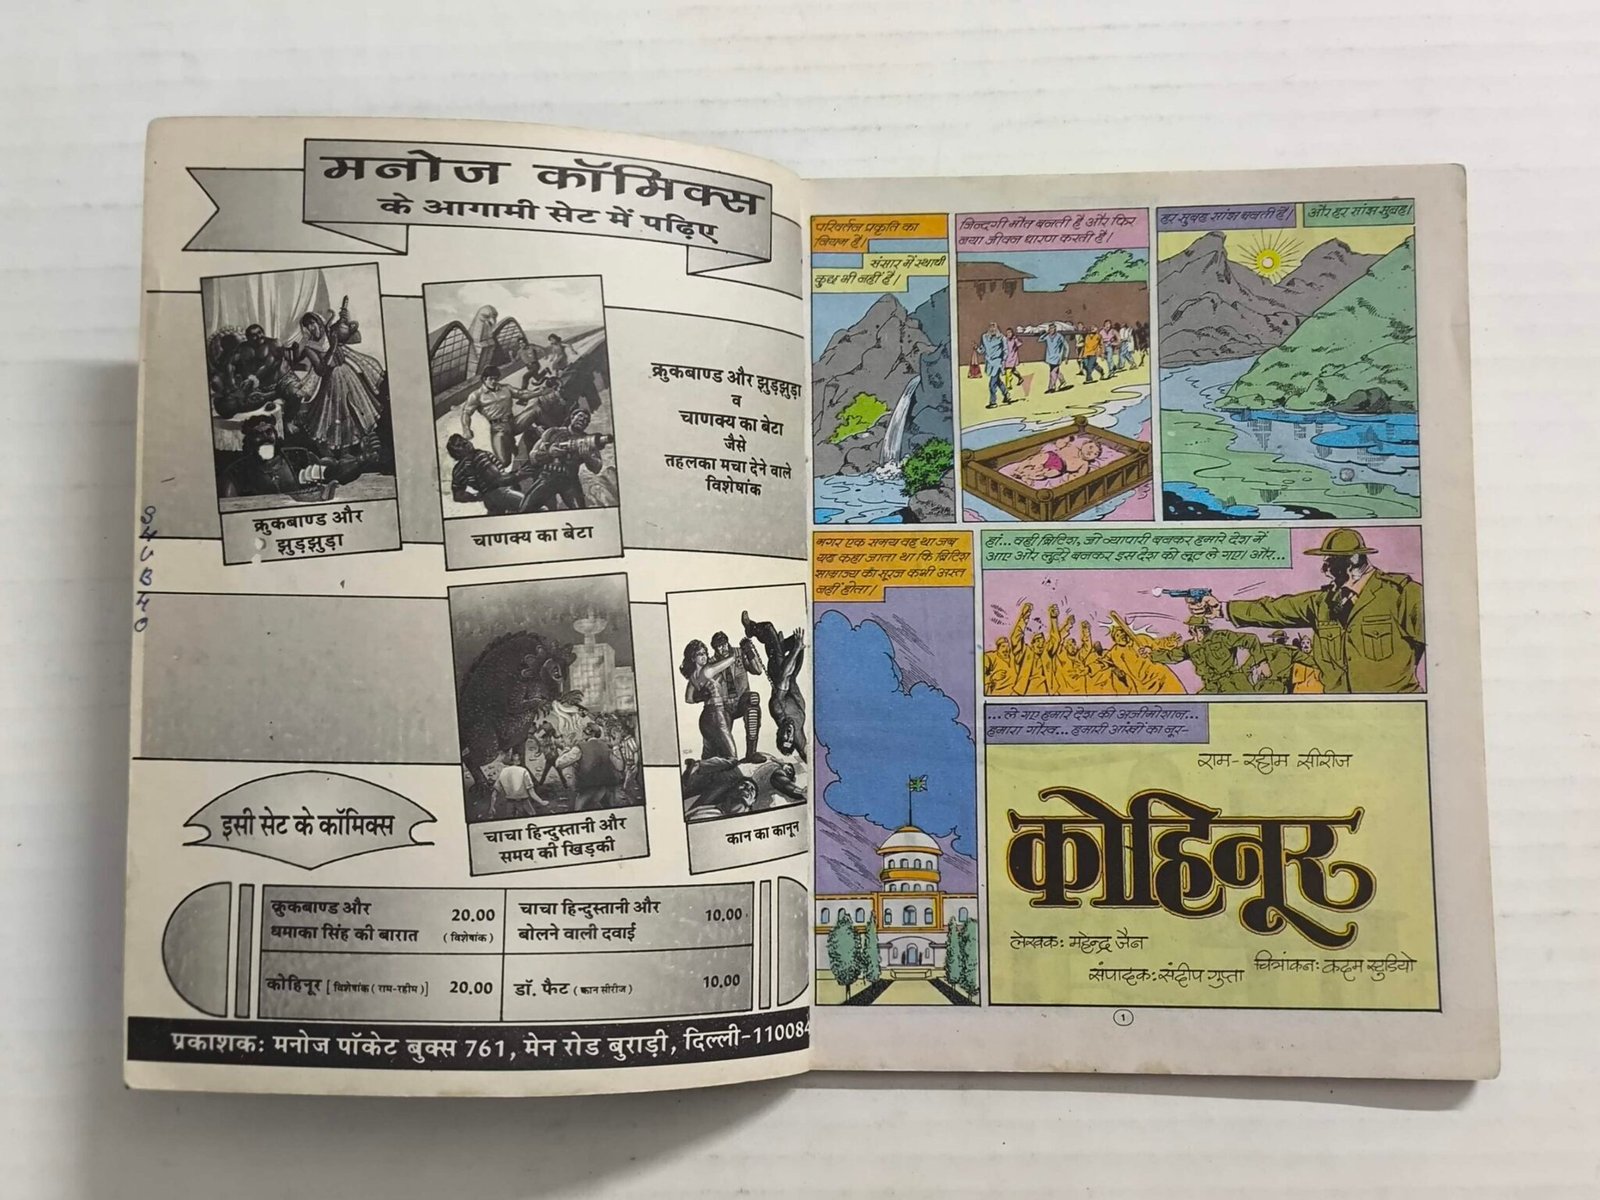 मनोज कॉमिक्स
के आगामी सेट में पढ़िए
क्रुकबाण्ड और
झुड़झुड़ा
चाणक्य का बेटा
क्रुकबाण्ड और झुड़झुड़ा
व
चाणक्य का बेटा
जैसे
तहलका मचा देने वाले
विशेषांक
चाचा हिन्दुस्तानी और
समय की खिड़की
कान का कानून
इसी सेट के कॉमिक्स
क्रुकबाण्ड और
धमाका सिंह की बारात
20.00
(विशेषांक)
चाचा हिन्दुस्तानी और
बोलने वाली दवाई
10.00
कोहिनूर [विशेषांक (राम-रहीम)] 20.00
डॉ. फैट (कान सीरीज) 10.00
प्रकाशक: मनोज पॉकेट बुक्स 761, मेन रोड बुराड़ी, दिल्ली-110084
परिवर्तन प्रकृति का
नियम है।
संसार में स्थायी
कुछ भी नहीं है।
जिन्दगी मौत बनती है और फिर
नया जीवन धारण करती है।
हर सुबह सांझ बनती है।
और हर सांझ सुबह।
मगर एक समय वह था जब
यह कहा जाता था कि ब्रिटिश
साम्राज्य का सूरज कभी अस्त
नहीं होता।
हां... वही ब्रिटिश, जो व्यापारी बनकर हमारे देश में
आए और लुटेरे बनकर इस देश को लूट ले गए। और...
...ले गए हमारे देश की अजीमोशान...
हमारा गौरव... हमारी आंखों का नूर-
राम-रहीम सीरीज
कोहिनूर
लेखक: महेन्द्र जैन
संपादक: संदीप गुप्ता
चित्रांकन: कदम स्टूडियो
1